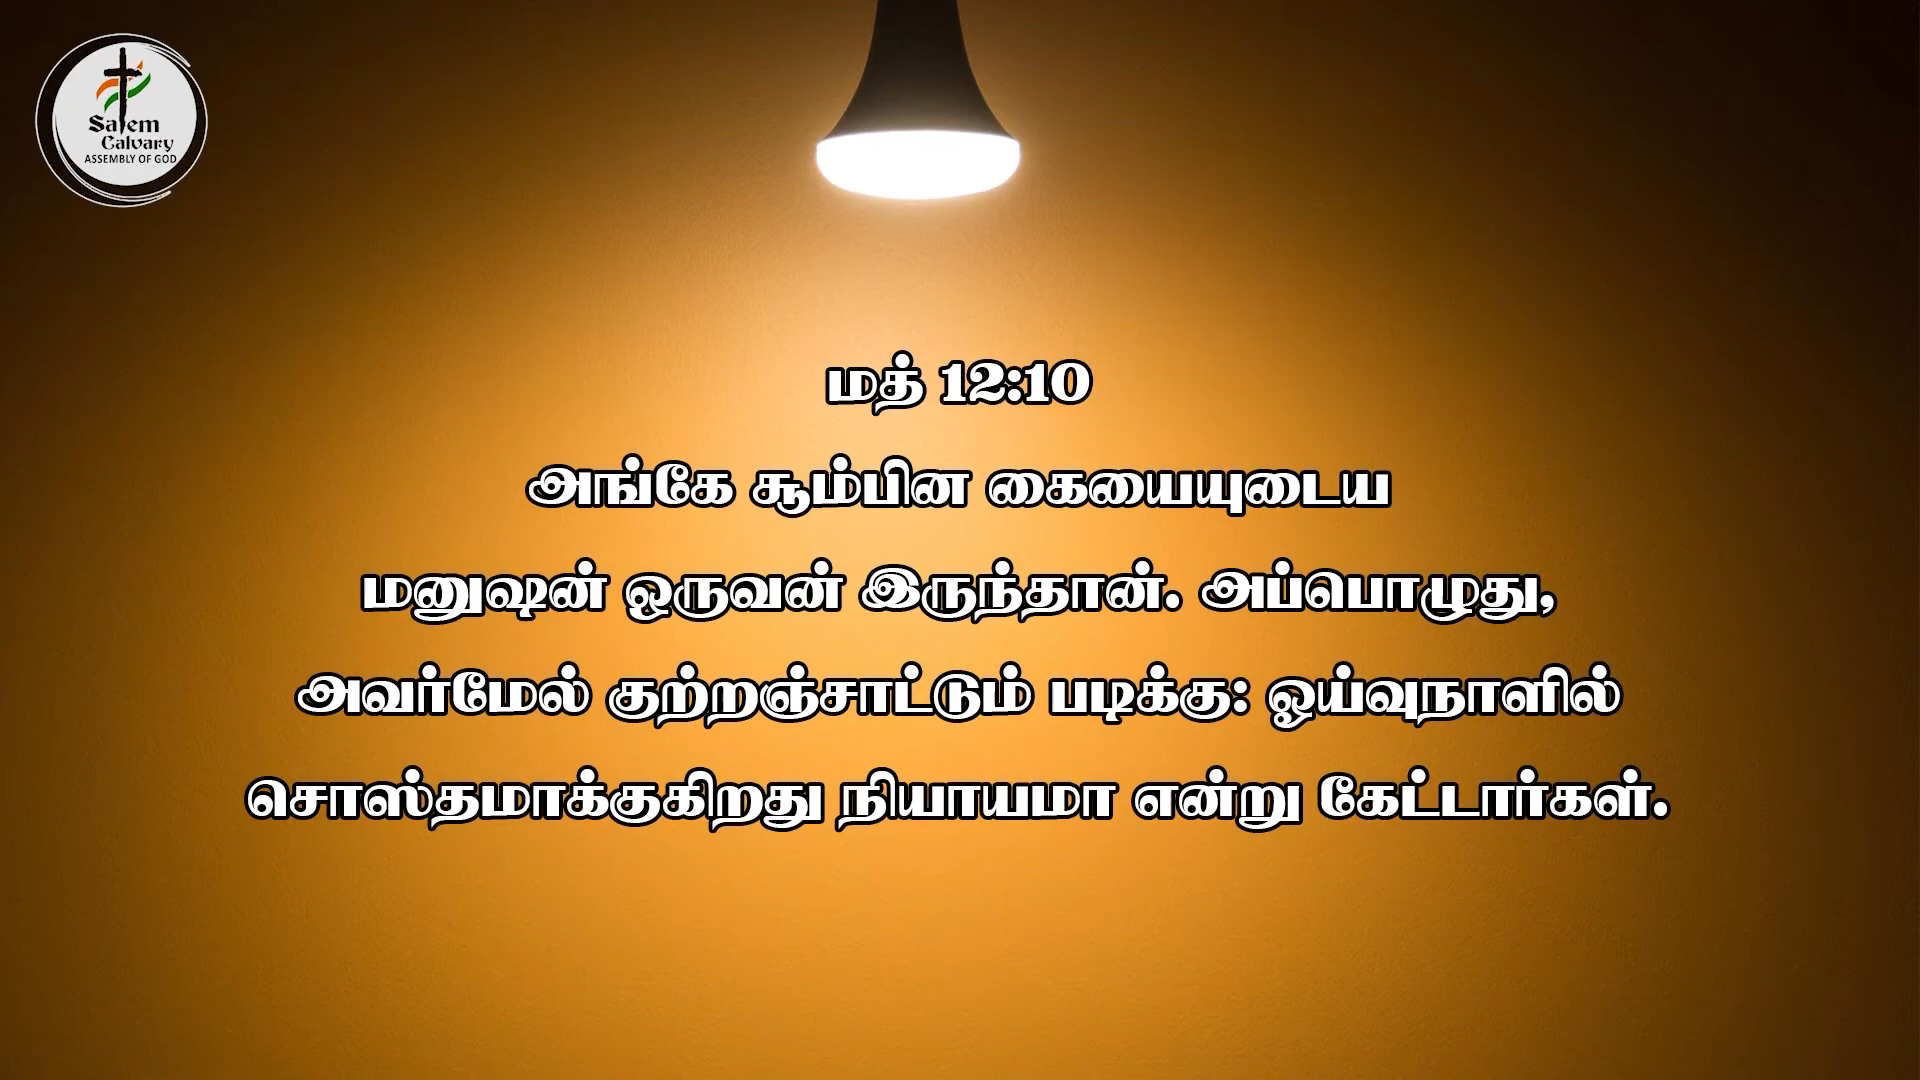 Salem
Calvary
ASSEMBLY OF GOD
மத் 12:10
அங்கே சூம்பின கையையுடைய
மனுஷன் ஒருவன் இருந்தான். அப்பொழுது,
அவர்மேல் குற்றஞ்சாட்டும் படிக்கு: ஓய்வுநாளில்
சொஸ்தமாக்குகிறது நியாயமா என்று கேட்டார்கள்.